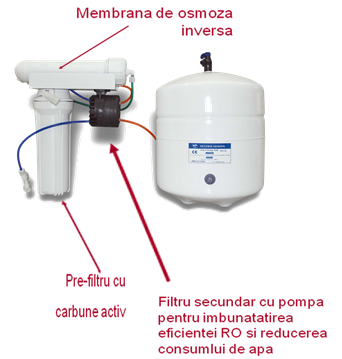 Membrana de osmoza
inversa
Pre-filtru cu
carbune activ
Filtru secundar cu pompa
pentru imbunatatirea
eficientei RO si reducerea
consumlui de apa